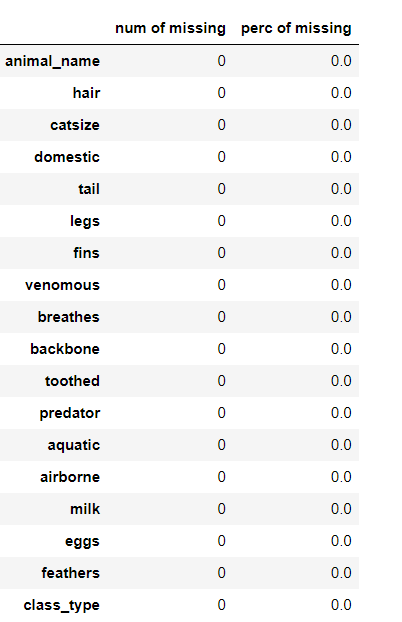 num of missing perc of missing
animal_name 0 0.0
hair 0 0.0
catsize 0 0.0
domestic 0 0.0
tail 0 0.0
legs 0 0.0
fins 0 0.0
venomous 0 0.0
breathes 0 0.0
backbone 0 0.0
toothed 0 0.0
predator 0 0.0
aquatic 0 0.0
airborne 0 0.0
milk 0 0.0
eggs 0 0.0
feathers 0 0.0
class_type 0 0.0